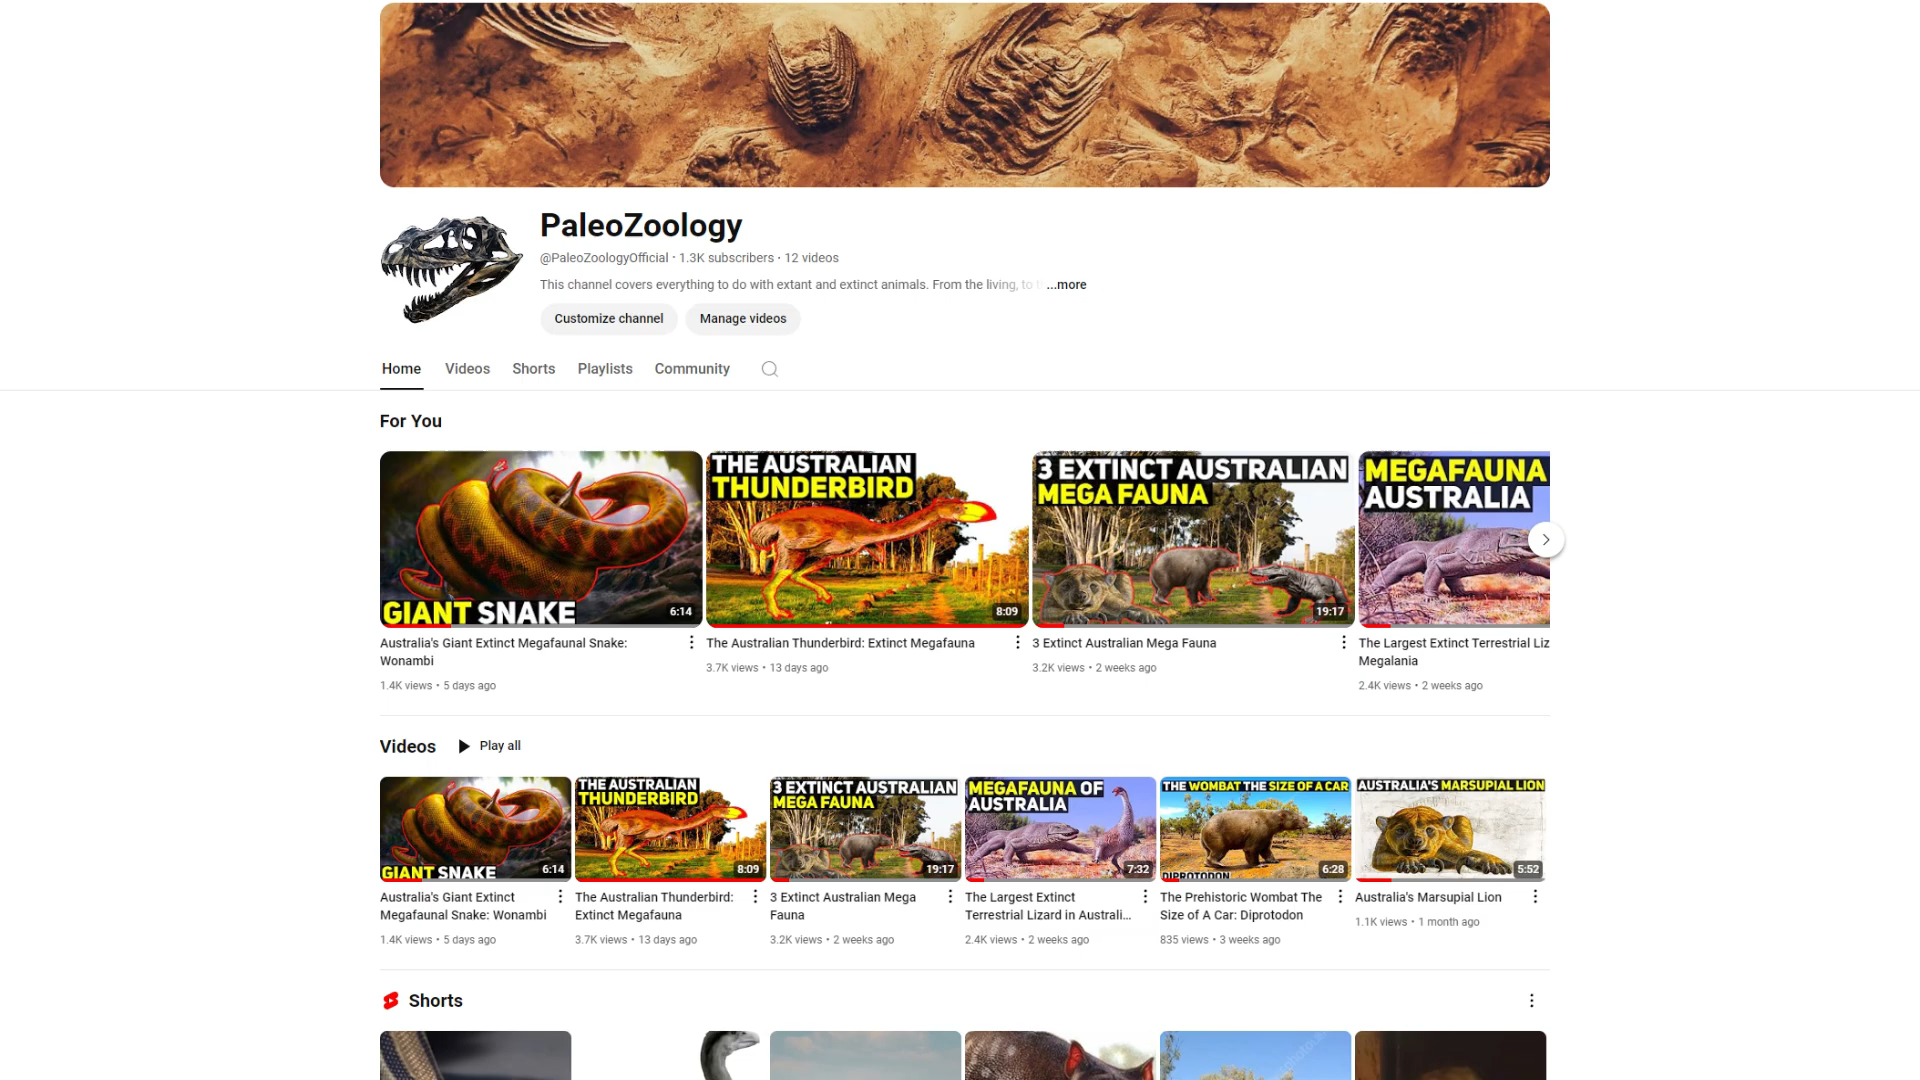 PaleoZoology
@PaleoZoologyOfficial · 1.3K subscribers · 12 videos
This channel covers everything to do with extant and extinct animals. From the living, to ...more
Customize channel
Manage videos
Home
Videos
Shorts
Playlists
Community
For You
GIANT SNAKE
6:14
THE AUSTRALIAN
THUNDERBIRD
8:09
3 EXTINCT AUSTRALIAN
MEGA FAUNA
19:17
MEGAFAUNA
AUSTRALIA
Australia's Giant Extinct Megafaunal Snake:
Wonambi
1.4K views • 5 days ago
The Australian Thunderbird: Extinct Megafauna
3.7K views • 13 days ago
3 Extinct Australian Mega Fauna
3.2K views • 2 weeks ago
The Largest Extinct Terrestrial Liz
Megalania
2.4K views • 2 weeks ago
Videos
Play all
GIANT SNAKE
6:14
THE AUSTRALIAN
THUNDERBIRD
8:09
3 EXTINCT AUSTRALIAN
MEGA FAUNA
19:17
MEGAFAUNA OF
AUSTRALIA
7:32
THE WOMBAT THE SIZE OF A CAR
DIPROTODON
6:28
AUSTRALIA'S MARSUPIAL LION
5:52
Australia's Giant Extinct
Megafaunal Snake: Wonambi
1.4K views • 5 days ago
The Australian Thunderbird:
Extinct Megafauna
3.7K views • 13 days ago
3 Extinct Australian Mega
Fauna
3.2K views • 2 weeks ago
The Largest Extinct
Terrestrial Lizard in Australi...
2.4K views • 2 weeks ago
The Prehistoric Wombat The
Size of A Car: Diprotodon
835 views • 3 weeks ago
Australia's Marsupial Lion
1.1K views • 1 month ago
Shorts